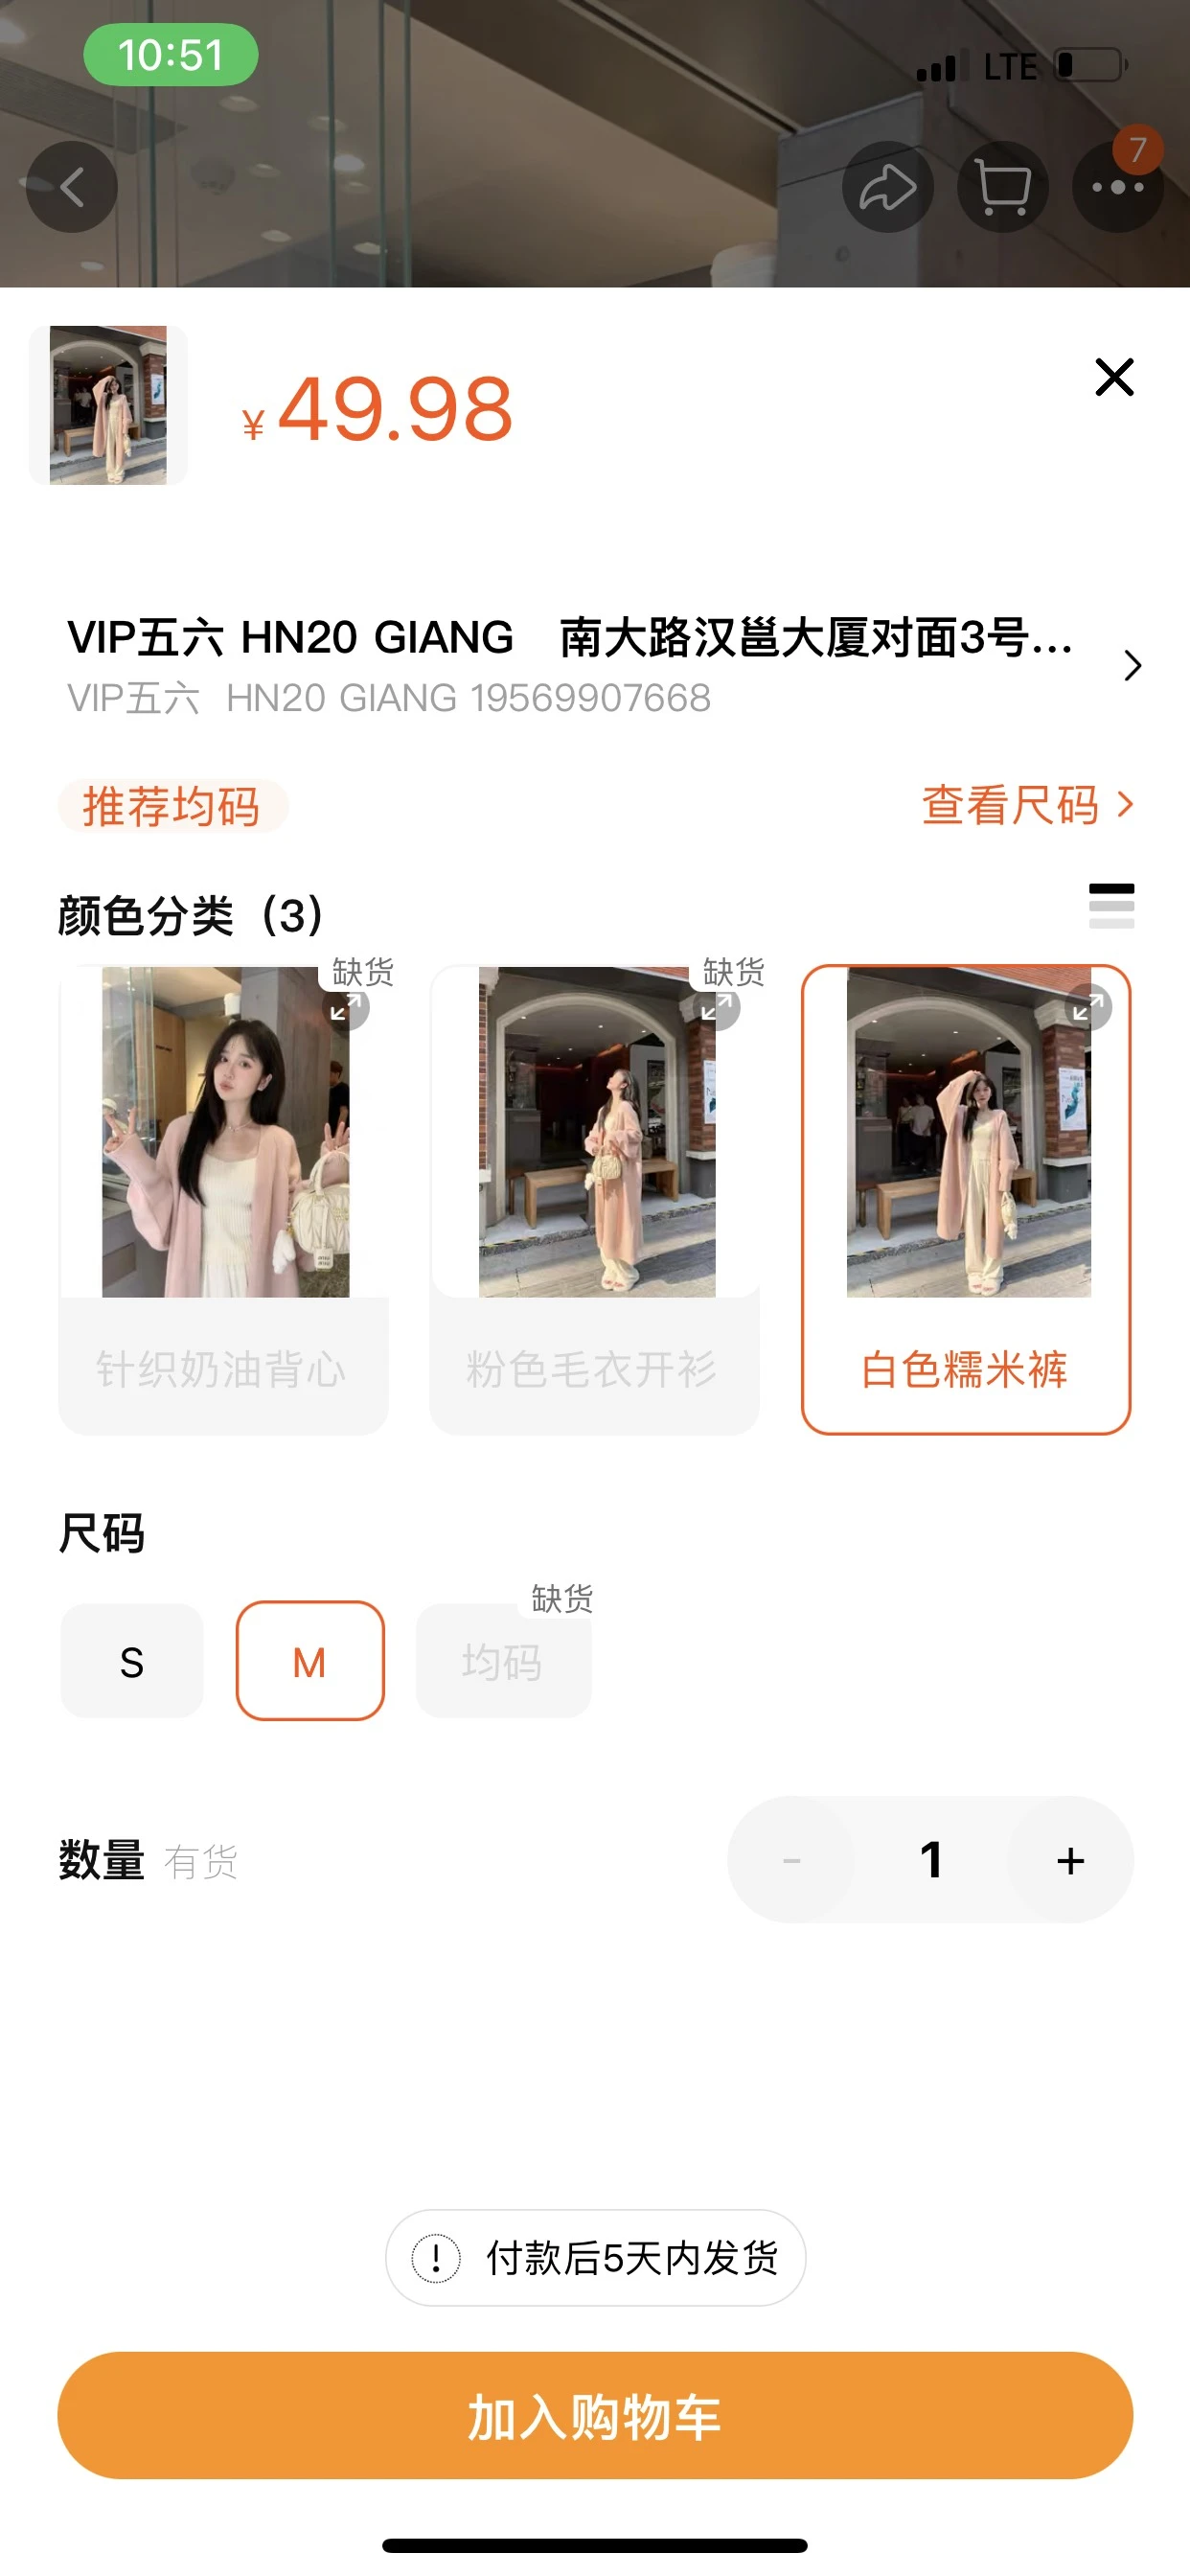 10:51
LTE
7
¥49.98
VIP五六 HN20 GIANG 南大路汉邕大厦对面3号...
VIP五六 HN20 GIANG 19569907668
推荐均码
查看尺码
颜色分类（3）
缺货
缺货
针织奶油背心
粉色毛衣开衫
白色糯米裤
尺码
缺货
S
M
均码
数量 有货
- 1 +
付款后5天内发货
加入购物车